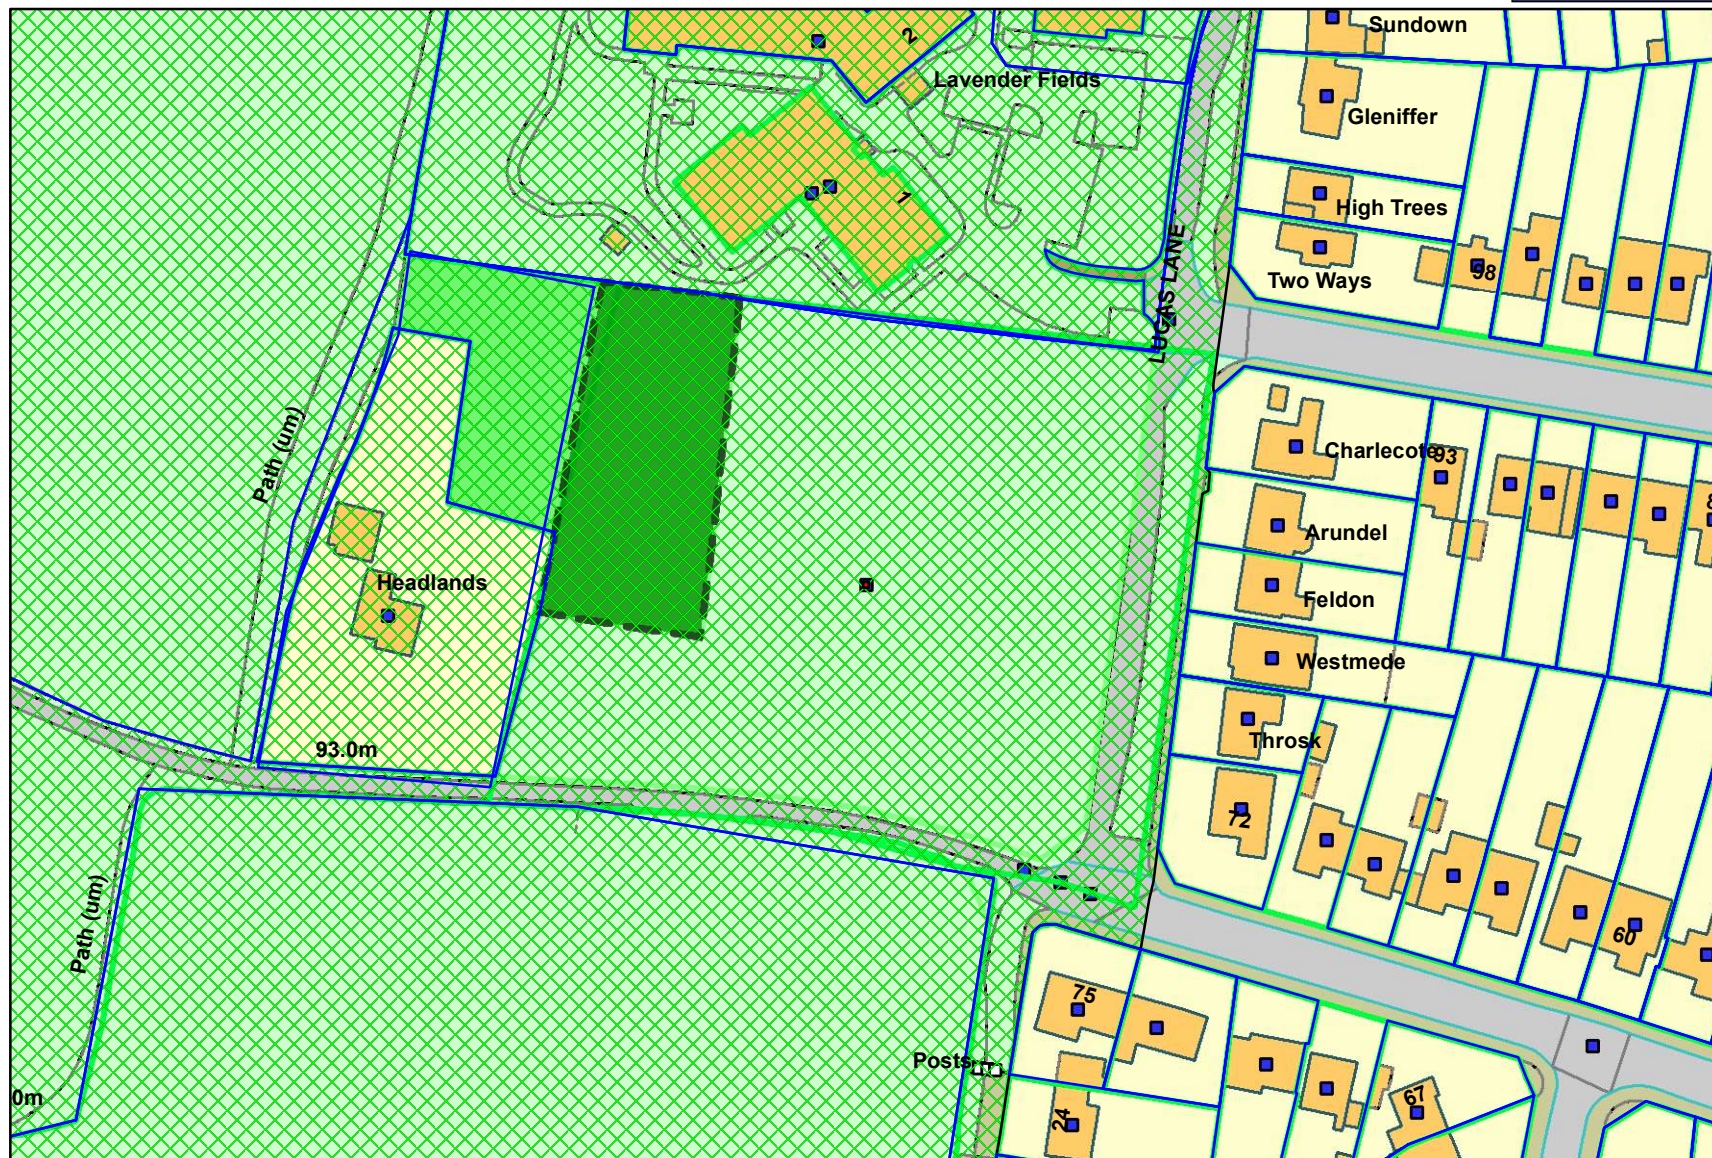 Sundown
2
Lavender Fields
Gleniffer
1
High Trees
LUCAS LANE
Two Ways
98
Path (um)
Charlecote
93
Arundel
Headlands
Feldon
Westmede
93.0m
Throsk
72
Path (um)
60
75
Posts
0m
24
67